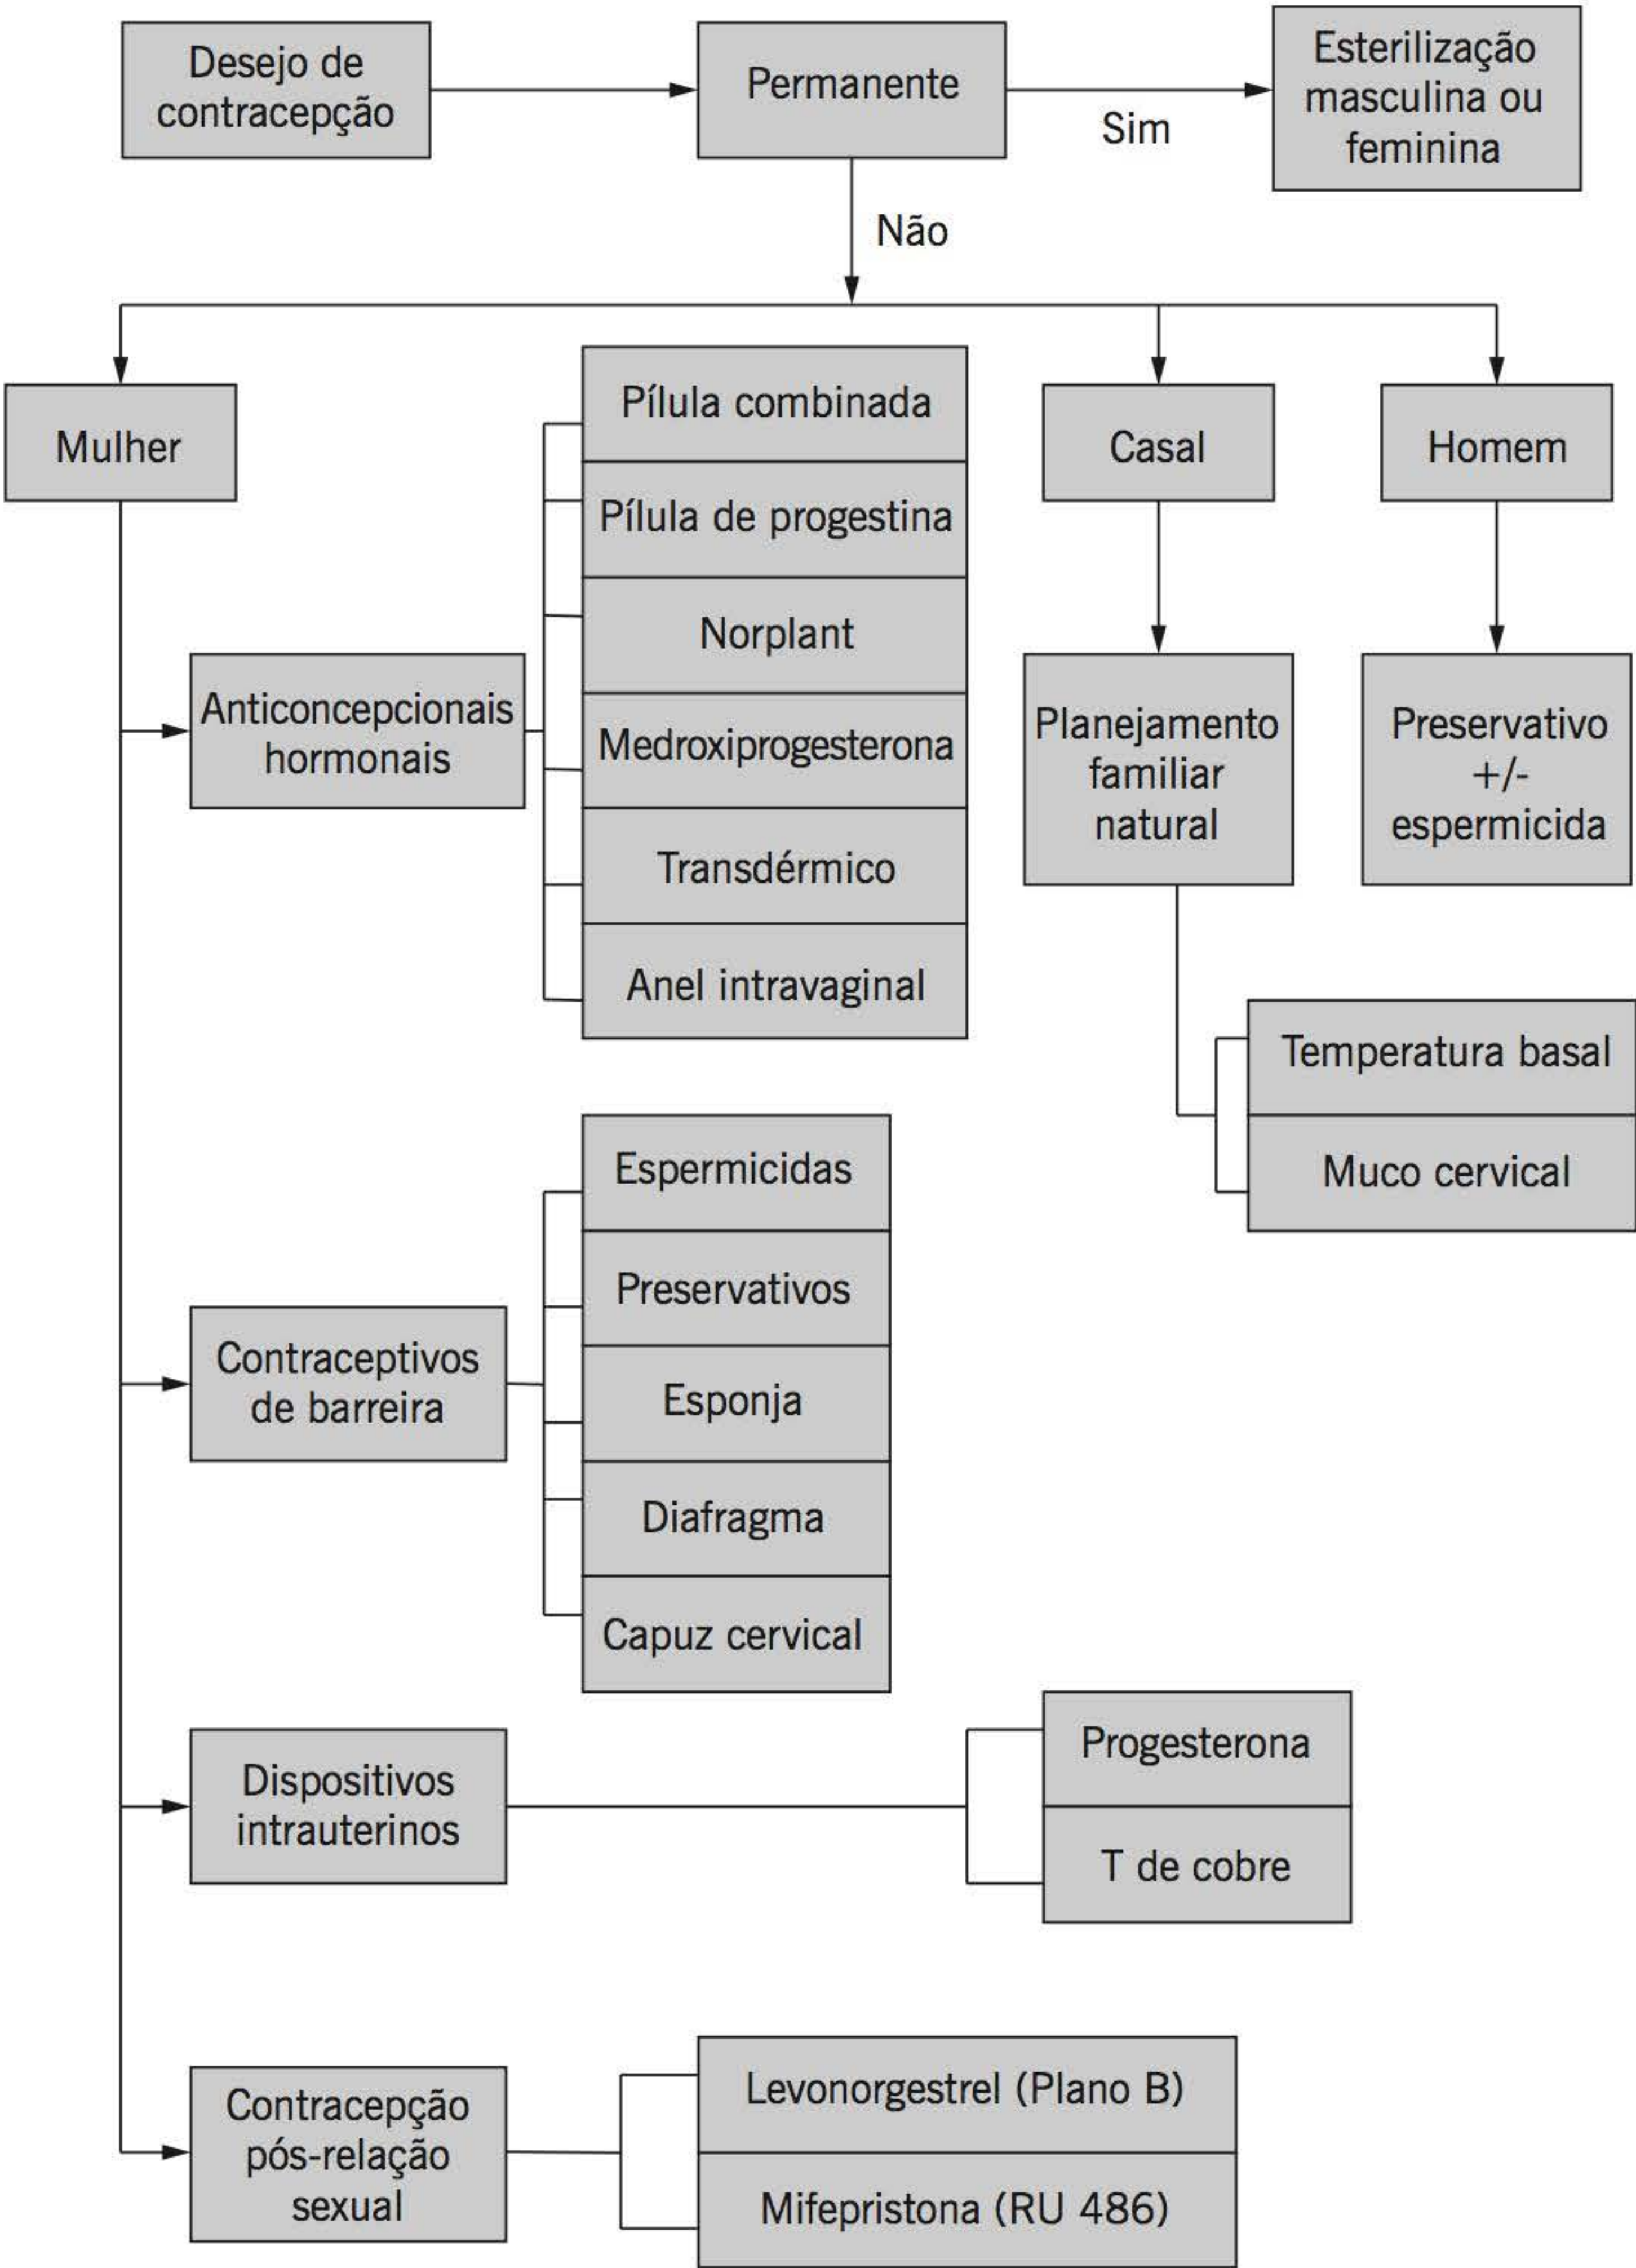 Desejo de
contracepção
Permanente
Sim
Esterilização
masculina ou
feminina
Não
Mulher
Casal
Homem
Anticoncepcionais
hormonais
Pílula combinada
Pílula de progestina
Norplant
Medroxiprogesterona
Transdérmico
Anel intravaginal
Planejamento
familiar
natural
Preservativo
+/-
espermicida
Temperatura basal
Muco cervical
Contraceptivos
de barreira
Espermicidas
Preservativos
Esponja
Diafragma
Capuz cervical
Dispositivos
intrauterinos
Progesterona
T de cobre
Contracepção
pós-relação
sexual
Levonorgestrel (Plano B)
Mifepristona (RU 486)